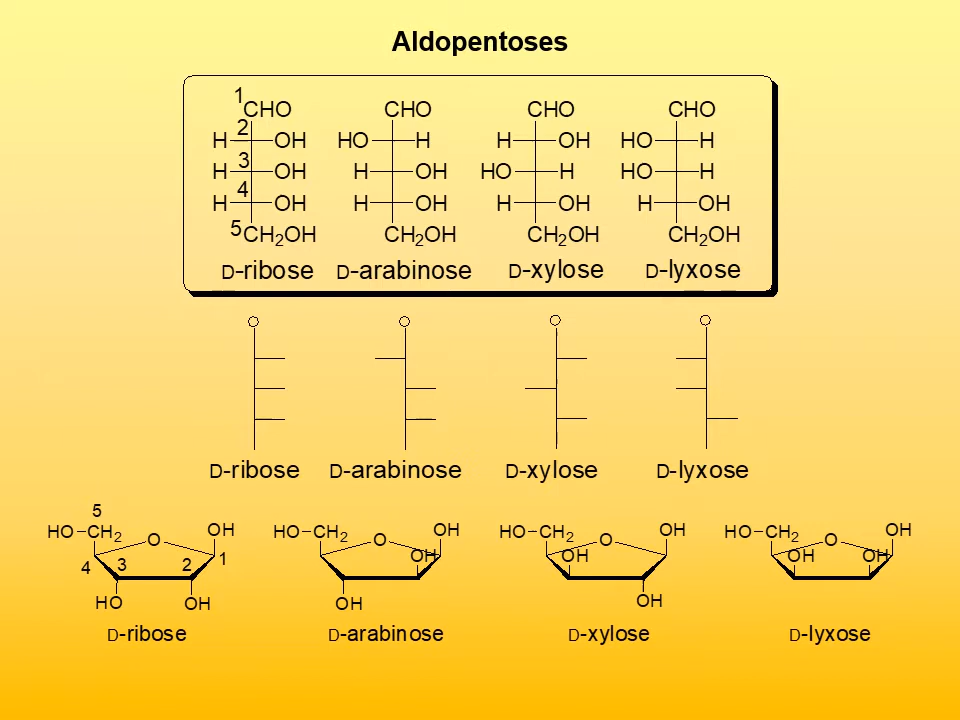 Aldopentoses
1
CHO CHO CHO CHO
2
H OH HO H H OH HO H
3
H OH H OH HO H HO H
4
H OH H OH H OH H OH
5 CH2OH CH2OH CH2OH CH2OH
D-ribose D-arabinose D-xylose D-lyxose
D-ribose D-arabinose D-xylose D-lyxose
5
HO CH2 O OH HO CH2 O OH HO CH2 O OH HO CH2 O OH
4 3 2 1 OH OH OH OH
HO OH OH OH
D-ribose D-arabinose D-xylose D-lyxose